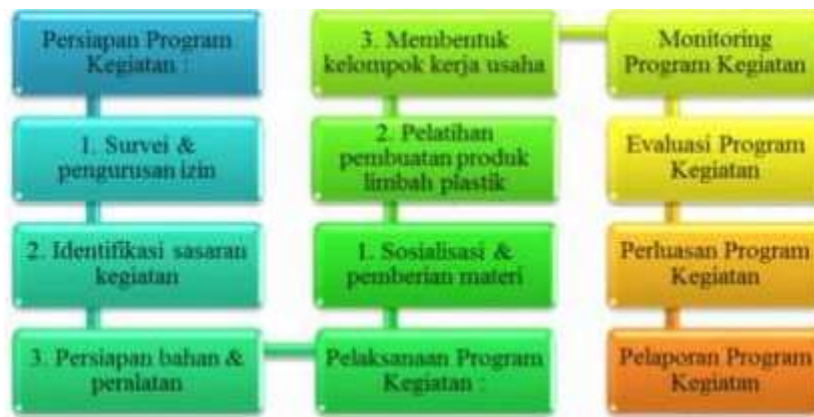 Persiapan Program
Kegiatan :
1. Survei &
pengurusan izin
2. Identifikasi sasaran
kegiatan
3. Persiapan bahan &
peralatan
Pelaksanaan Program
Kegiatan :
1. Sosialisasi &
pemberian materi
2. Pelatihan
pembuatan produk
limbah plastik
3. Membentuk
kelompok kerja usaha
Monitoring
Program Kegiatan
Evaluasi Program
Kegiatan
Perluasan Program
Kegiatan
Pelaporan Program
Kegiatan